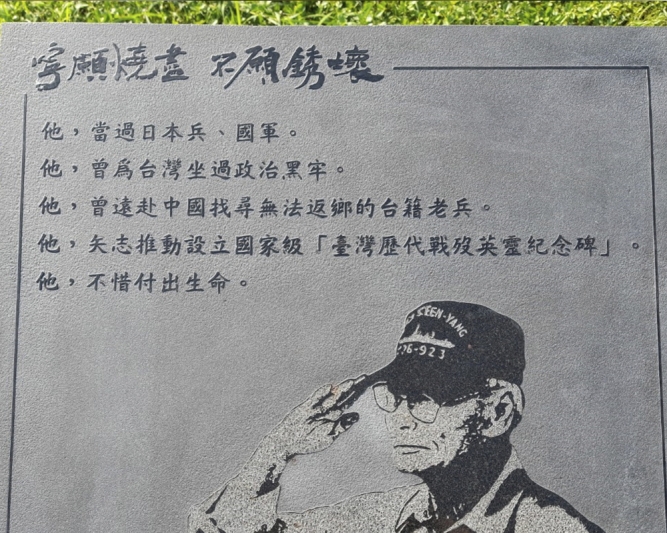 寧願燒盡 不願銹壞
他，當過日本兵、國軍。
他，曾為台灣坐過政治黑牢。
他，曾遠赴中國找尋無法返鄉的台籍老兵。
他，矢志推動設立國家級「臺灣歷代戰歿英靈紀念碑」。
他，不惜付出生命。
SEEN-YANG
26-923